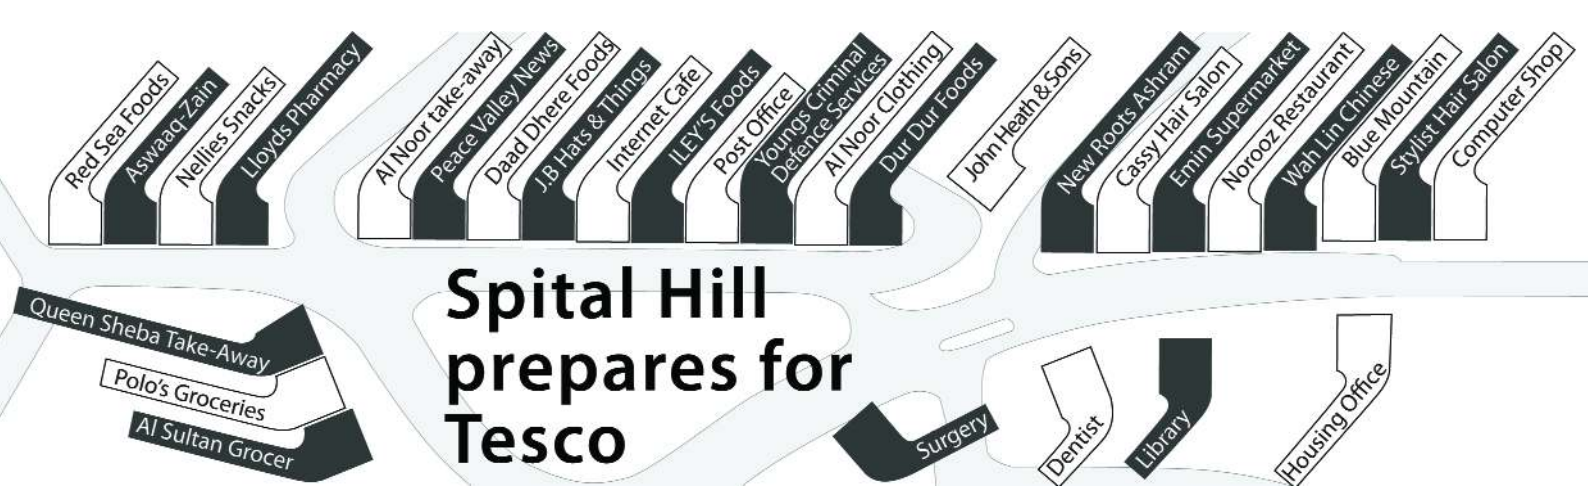 Red Sea Foods
Aswaaq-Zain
Nellies Snacks
Lloyds Pharmacy
Al Noor take-away
Peace Valley News
Daad Dhere Foods
J.B Hats & Things
Internet Cafe
ILEY'S Foods
Post Office
Youngs Criminal
Defence Services
Al Noor Clothing
Dur Dur Foods
John Heath & Sons
New Roots Ashram
Cassy Hair Salon
Emin Supermarket
Norooz Restaurant
Wah Lin Chinese
Blue Mountain
Stylist Hair Salon
Computer Shop
Spital Hill
prepares for
Tesco
Queen Sheba Take-Away
Polo's Groceries
Al Sultan Grocer
Surgery
Dentist
Library
Housing Office